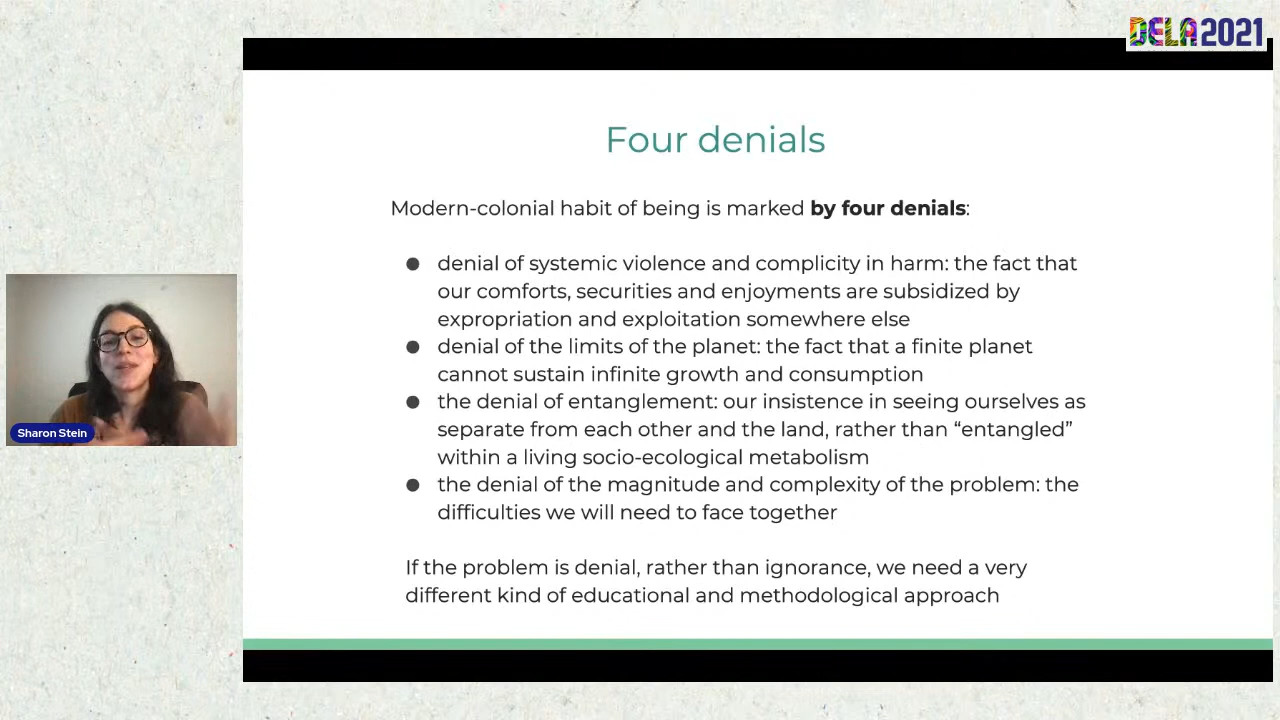 DELA 2021
Four denials
Modern-colonial habit of being is marked by four denials:
● denial of systemic violence and complicity in harm: the fact that
our comforts, securities and enjoyments are subsidized by
expropriation and exploitation somewhere else
● denial of the limits of the planet: the fact that a finite planet
cannot sustain infinite growth and consumption
● the denial of entanglement: our insistence in seeing ourselves as
separate from each other and the land, rather than “entangled”
within a living socio-ecological metabolism
● the denial of the magnitude and complexity of the problem: the
difficulties we will need to face together
If the problem is denial, rather than ignorance, we need a very
different kind of educational and methodological approach
Sharon Stein